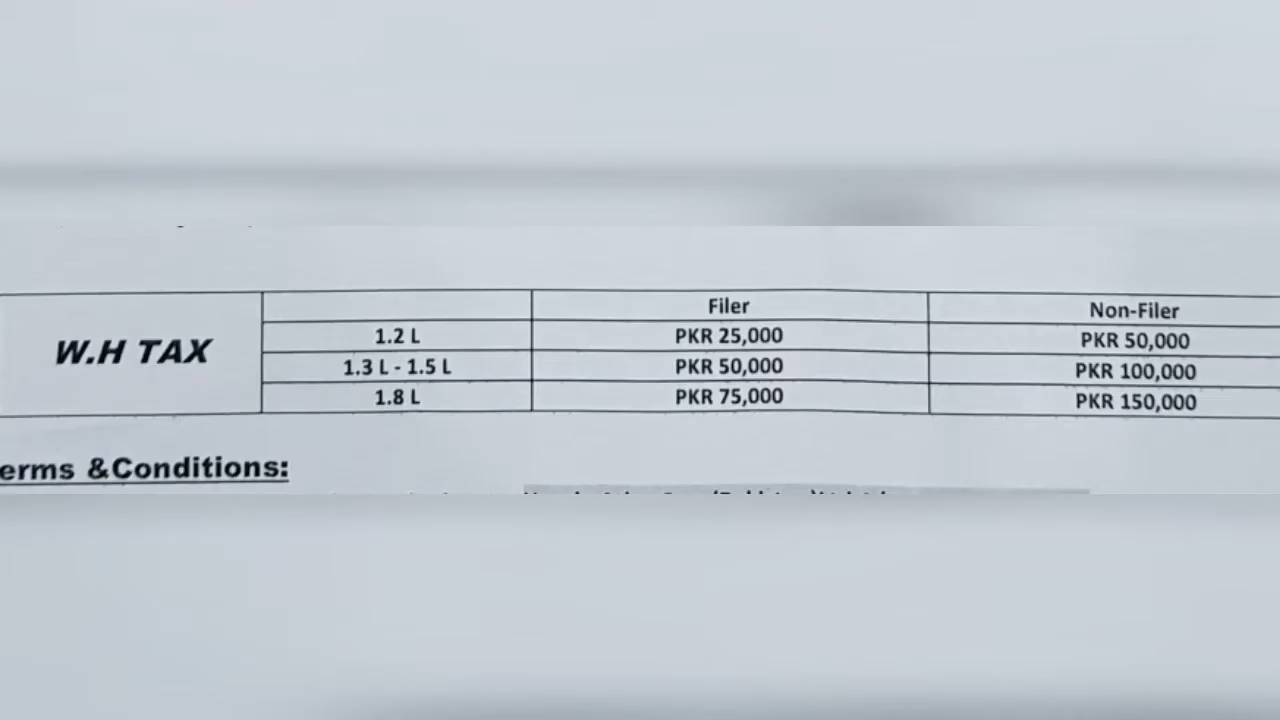 Filer Non-Filer
W.H TAX
1.2 L PKR 25,000 PKR 50,000
1.3 L - 1.5 L PKR 50,000 PKR 100,000
1.8 L PKR 75,000 PKR 150,000
erms &Conditions: